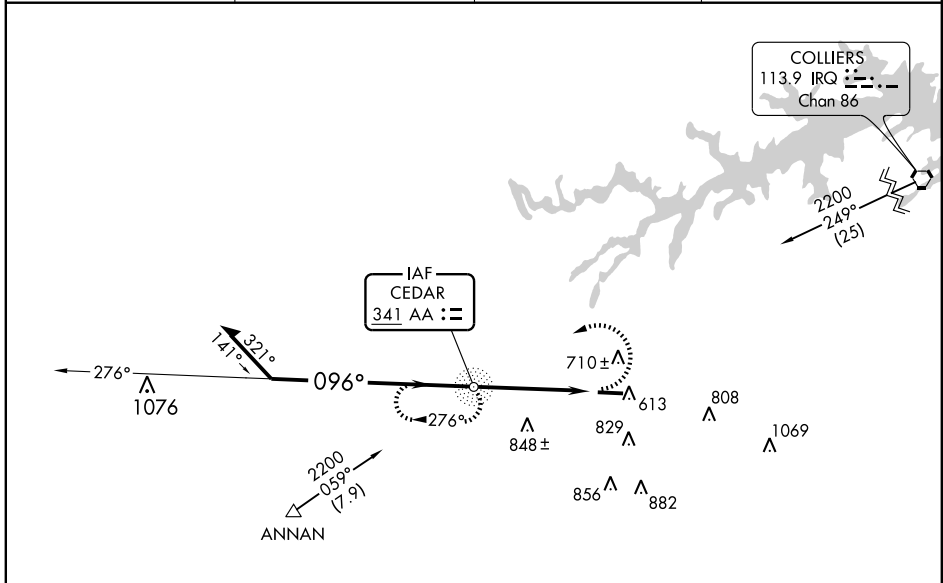 COLLIERS
113.9 IRQ
Chan 86
2200
249°
(25)
IAF
CEDAR
341 AA
321°
141°
276°
096°
1076
276°
710±
613
808
829
1069
848±
856
882
2200
059°
(7.9)
ANNAN